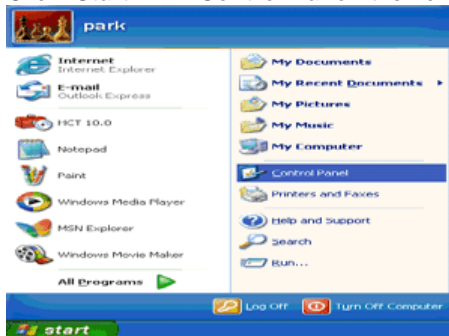 park
Internet
Internet Explorer
E-mail
Outlook Express
HCT 10.0
Notepad
Paint
Windows Media Player
MSN Explorer
Windows Movie Maker
All Programs
My Documents
My Recent Documents
My Pictures
My Music
My Computer
Control Panel
Printers and Faxes
Help and Support
Search
Run...
Log Off
Turn Off Computer
start